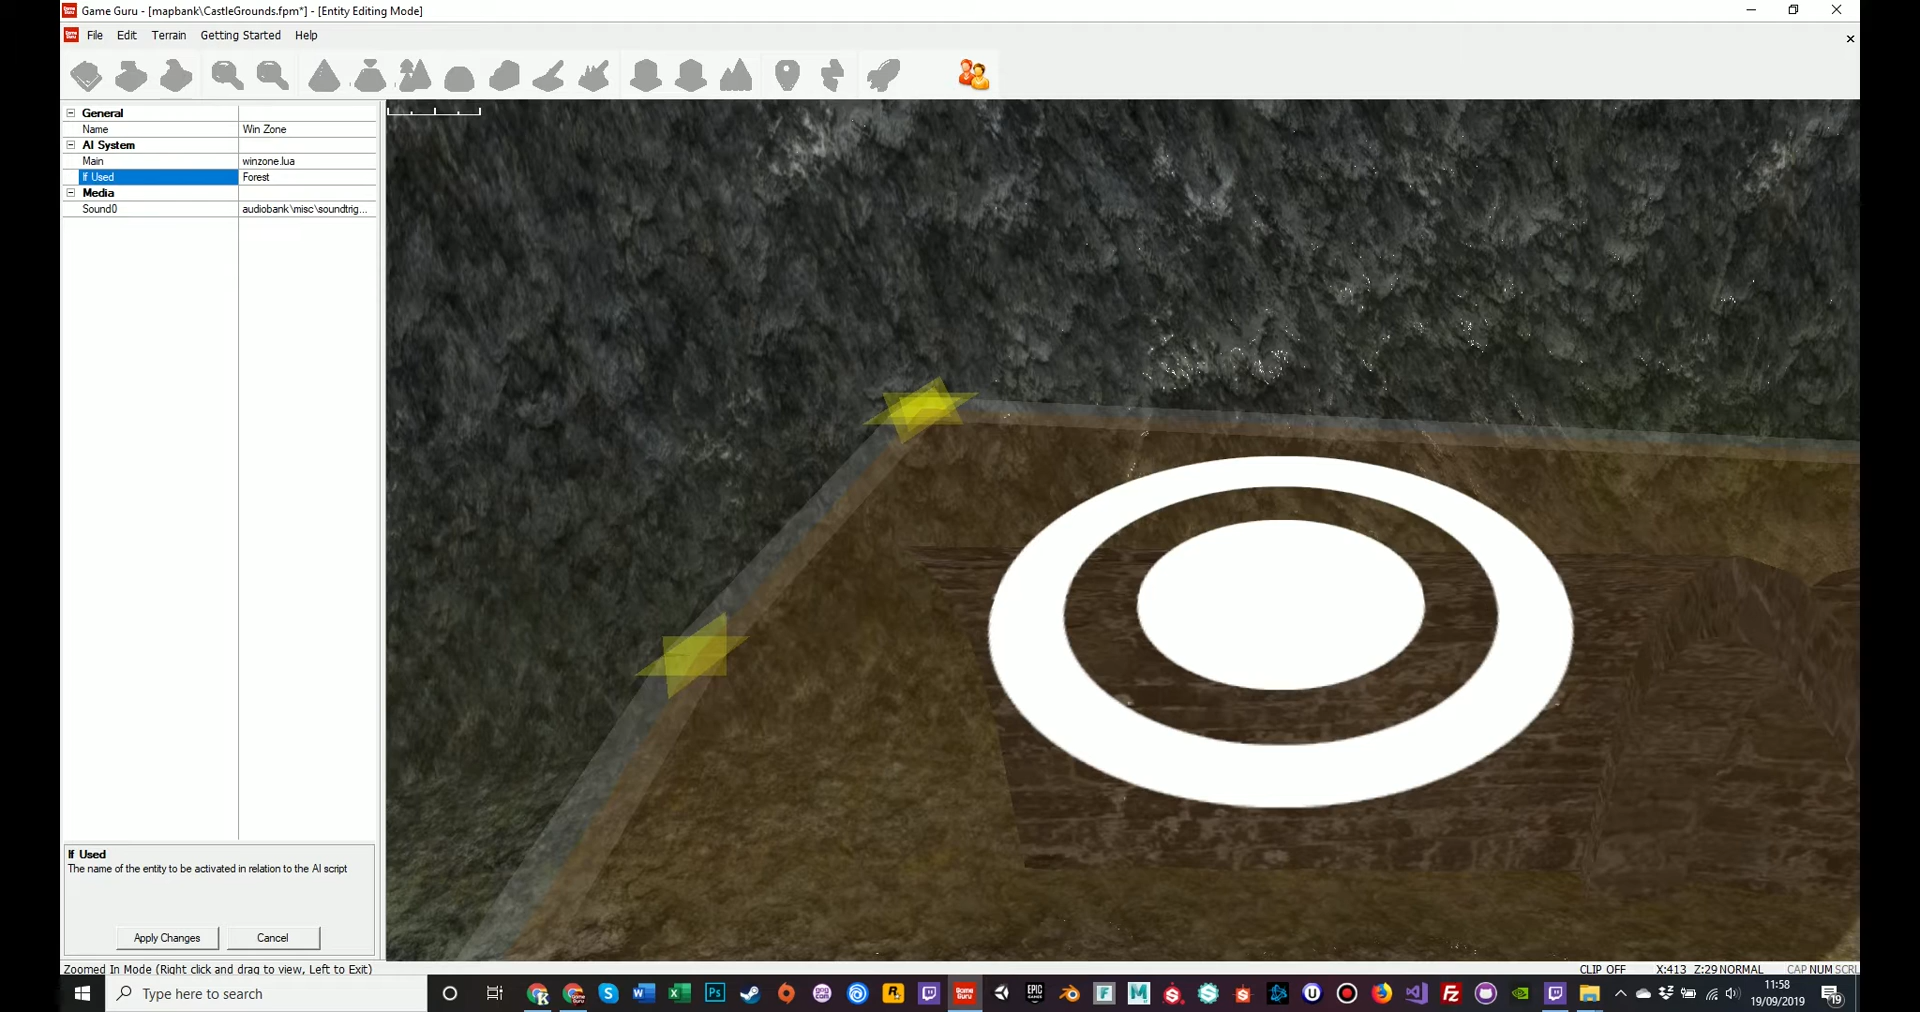 Game Guru - [mapbank\CastleGrounds.fpm*] - [Entity Editing Mode]
File Edit Terrain Getting Started Help
General
Name Win Zone
AI System
Main winzone.lua
If Used Forest
Media
Sound0 audiobank\misc\soundtrig...
If Used
The name of the entity to be activated in relation to the AI script
Apply Changes Cancel
Zoomed In Mode (Right click and drag to view, Left to Exit) CLIP OFF X:413 Z:29 NORMAL CAP NUM SCRL
Type here to search
11:58
19/09/2019
19